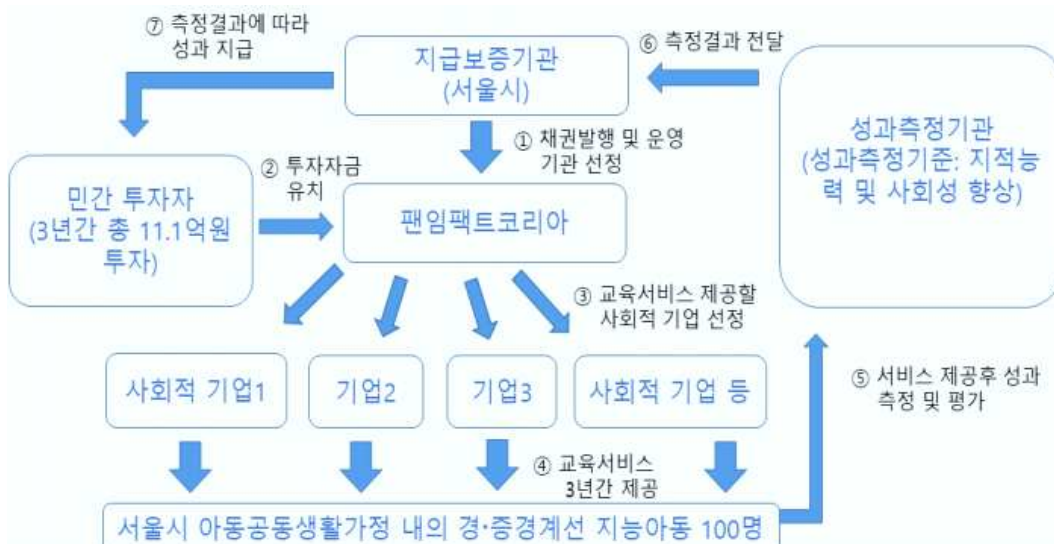 ⑦ 측정결과에 따라
성과 지급
지급보증기관
(서울시)
⑥ 측정결과 전달
① 채권발행 및 운영
기관 선정
성과측정기관
(성과측정기준: 지적능
력 및 사회성 향상)
민간 투자자
(3년간 총 11.1억원
투자)
② 투자자금
유치
팬임팩트코리아
③ 교육서비스 제공할
사회적 기업 선정
사회적 기업1
기업2
기업3
사회적 기업 등
⑤ 서비스 제공후 성과
측정 및 평가
④ 교육서비스
3년간 제공
서울시 아동공동생활가정 내의 경·증경계선 지능아동 100명